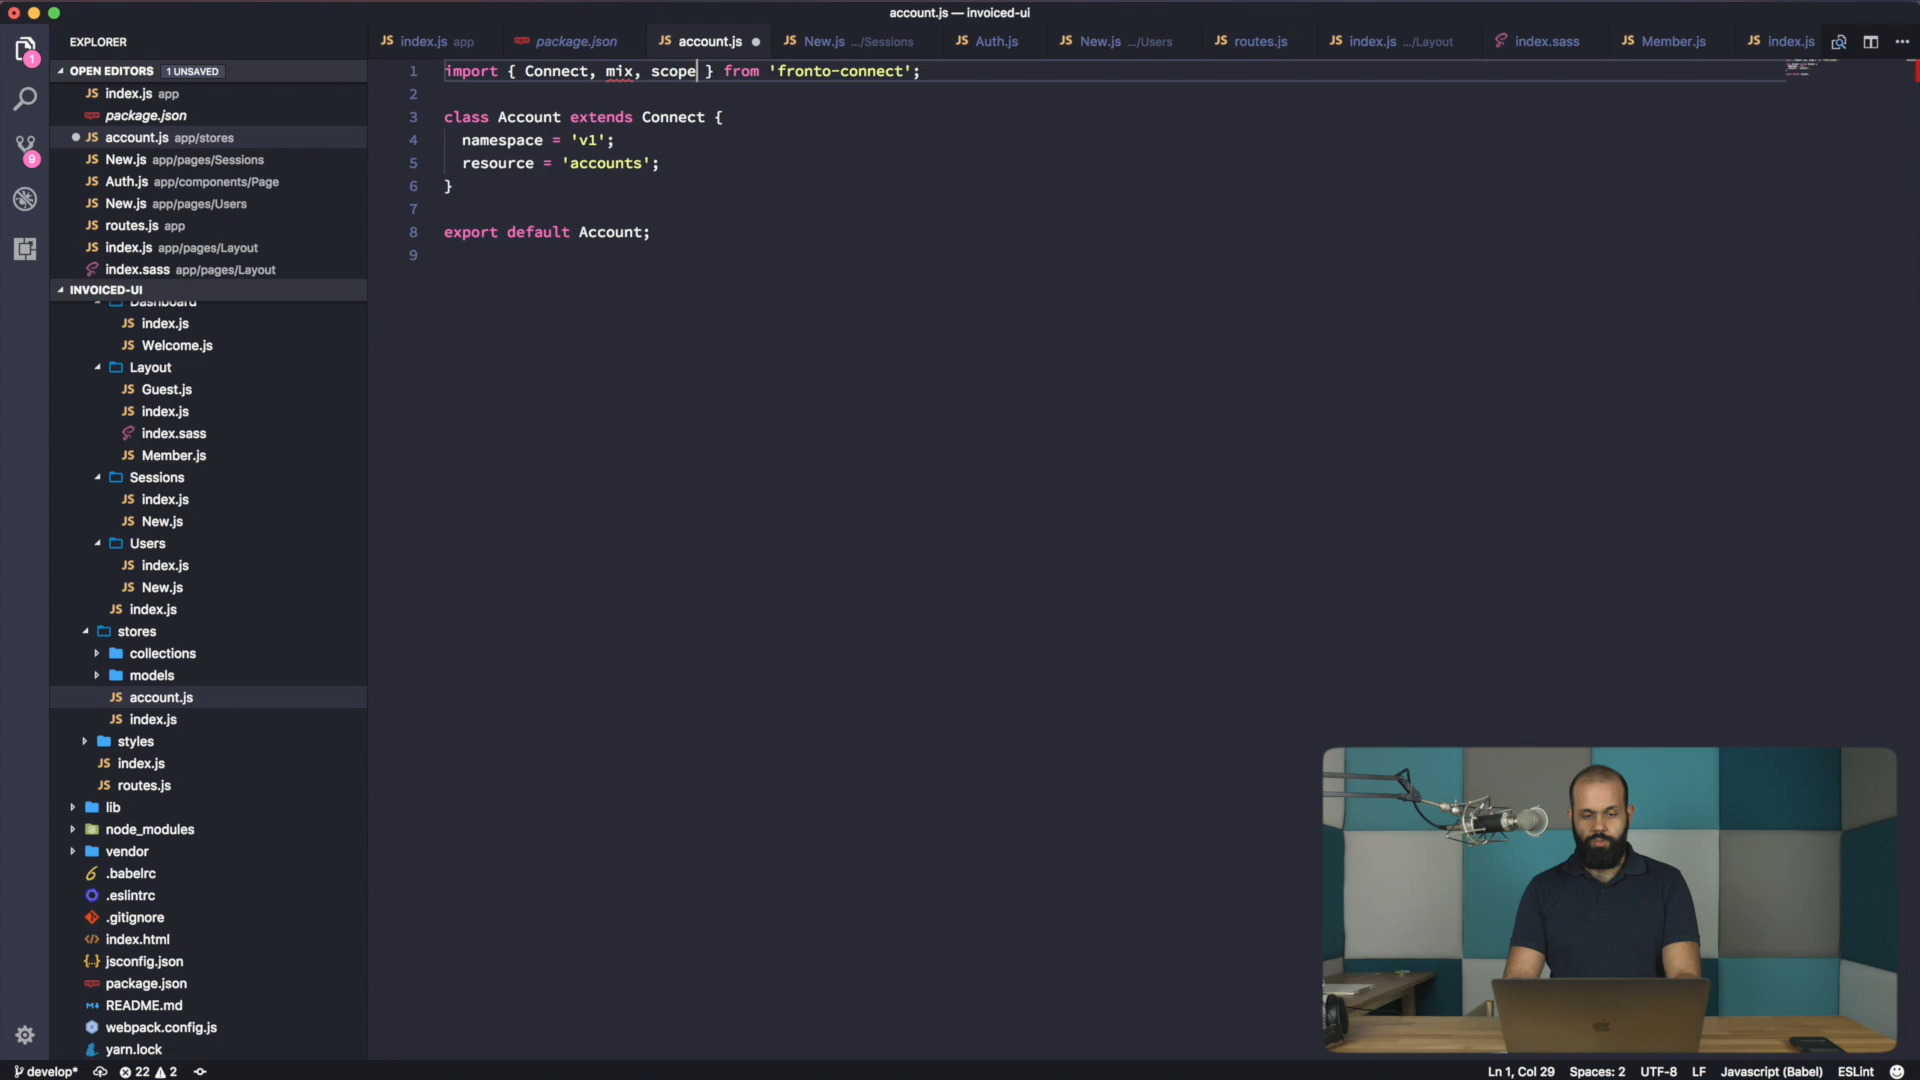 account.js — invoiced-ui
EXPLORER
OPEN EDITORS 1 UNSAVED
JS index.js app
package.json
JS account.js app/stores
JS New.js app/pages/Sessions
JS Auth.js app/components/Page
JS New.js app/pages/Users
JS routes.js app
JS index.js app/pages/Layout
index.sass app/pages/Layout
INVOICED-UI
Dashboard
JS index.js
JS Welcome.js
Layout
JS Guest.js
JS index.js
index.sass
JS Member.js
Sessions
JS index.js
JS New.js
Users
JS index.js
JS New.js
JS index.js
stores
collections
models
JS account.js
JS index.js
styles
JS index.js
JS routes.js
lib
node_modules
vendor
.babelrc
.eslintrc
.gitignore
index.html
jsconfig.json
package.json
README.md
webpack.config.js
yarn.lock
1
9
JS index.js app
package.json
JS account.js
JS New.js .../Sessions
JS Auth.js
JS New.js .../Users
JS routes.js
JS index.js .../Layout
index.sass
JS Member.js
JS index.js
1 import { Connect, mix, scope } from 'fronto-connect';
2
3 class Account extends Connect {
4 namespace = 'v1';
5 resource = 'accounts';
6 }
7
8 export default Account;
9
develop* 22 2
Ln 1, Col 29 Spaces: 2 UTF-8 LF Javascript (Babel) ESLint